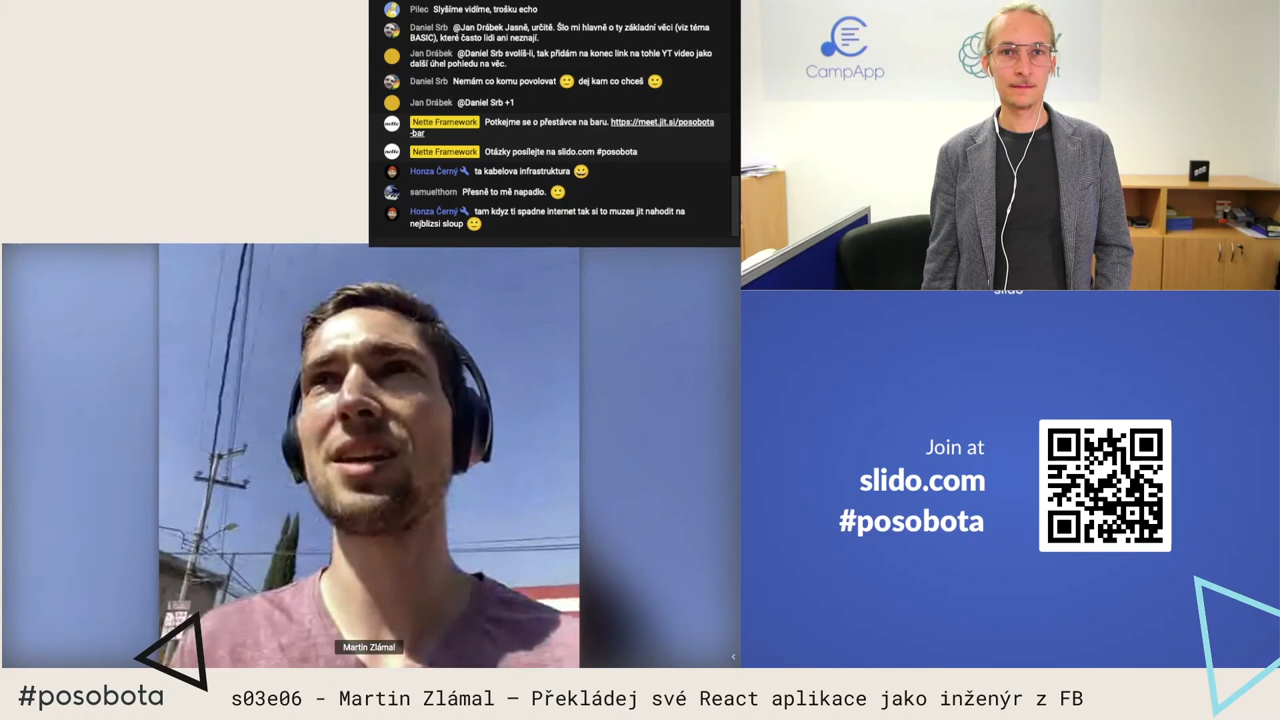 Pilec Slyšíme vidíme, trošku echo
Daniel Srb @Jan Drábek Jasně, určitě. Šlo mi hlavně o ty základní věci (viz téma
BASIC), které často lidi ani neznají.
Jan Drábek @Daniel Srb svolíš-li, tak přidám na konec link na tohle YT video jako
další úhel pohledu na věc.
Daniel Srb Nemám co komu povolovat 🙂 dej kam co chceš 🙂
Jan Drábek @Daniel Srb +1
Nette Framework Potkejme se o přestávce na baru. https://meet.jit.si/posobota
-bar
Nette Framework Otázky posílejte na slido.com #posobota
Honza Černý ta kabelova infrastruktura 😀
samuelthorn Přesně to mě napadlo. 🙂
Honza Černý tam kdyz ti spadne internet tak si to muzes jit nahodit na
nejblizsi sloup 🙂
CampApp
slido
Join at
slido.com
#posobota
Martin Zlámal
#posobota
s03e06 - Martin Zlámal – Překládej své React aplikace jako inženýr z FB